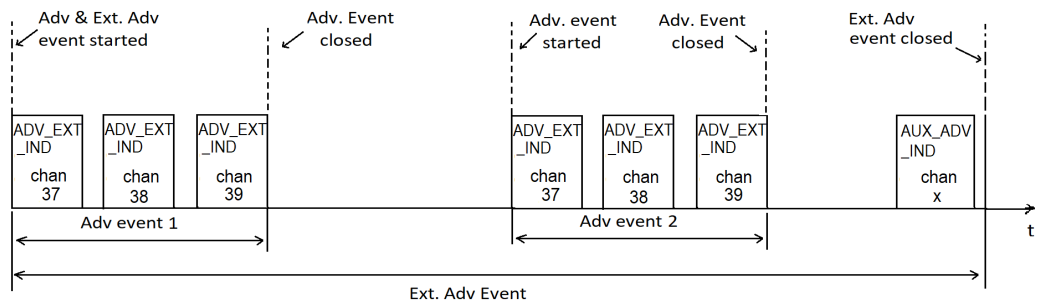 Adv & Ext. Adv
event started
Adv. Event
closed
Adv. event
started
Adv. Event
closed
Ext. Adv
event closed
ADV_EXT
_IND
chan
37
ADV_EXT
_IND
chan
38
ADV_EXT
_IND
chan
39
ADV_EXT
_IND
chan
37
ADV_EXT
_IND
chan
38
ADV_EXT
_IND
chan
39
AUX_ADV
_IND
chan
x
Adv event 1
Adv event 2
t
Ext. Adv Event